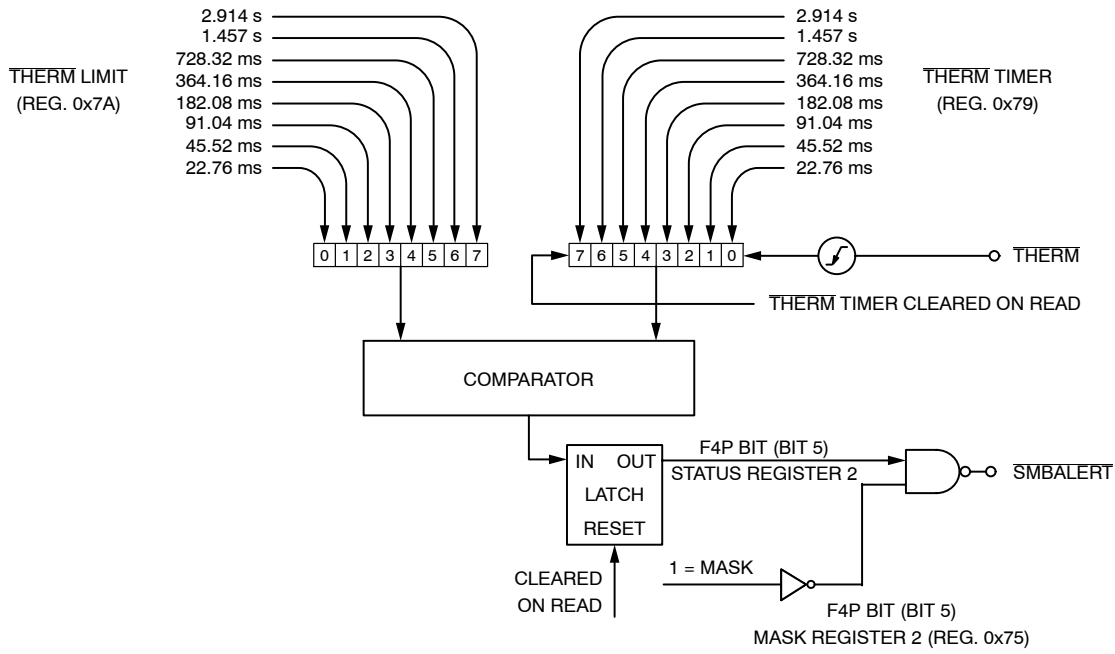 2.914 s
1.457 s
728.32 ms
364.16 ms
182.08 ms
91.04 ms
45.52 ms
22.76 ms
THERM LIMIT
(REG. 0x7A)
0 1 2 3 4 5 6 7
2.914 s
1.457 s
728.32 ms
364.16 ms
182.08 ms
91.04 ms
45.52 ms
22.76 ms
THERM TIMER
(REG. 0x79)
7 6 5 4 3 2 1 0
THERM
THERM TIMER CLEARED ON READ
COMPARATOR
IN OUT
LATCH
RESET
F4P BIT (BIT 5)
STATUS REGISTER 2
SMBALERT
CLEARED
ON READ
1 = MASK
F4P BIT (BIT 5)
MASK REGISTER 2 (REG. 0x75)